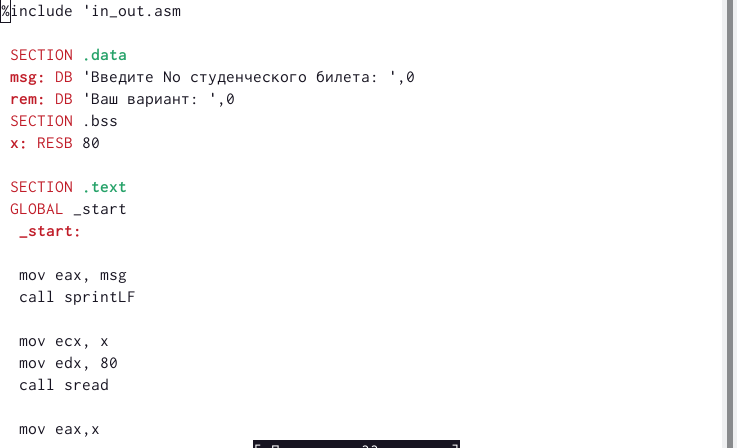 %include 'in_out.asm
SECTION .data
msg: DB 'Введите No студенческого билета: ',0
rem: DB 'Ваш вариант: ',0
SECTION .bss
x: RESB 80
SECTION .text
GLOBAL _start
_start:
mov eax, msg
call sprintLF
mov ecx, x
mov edx, 80
call sread
mov eax,x